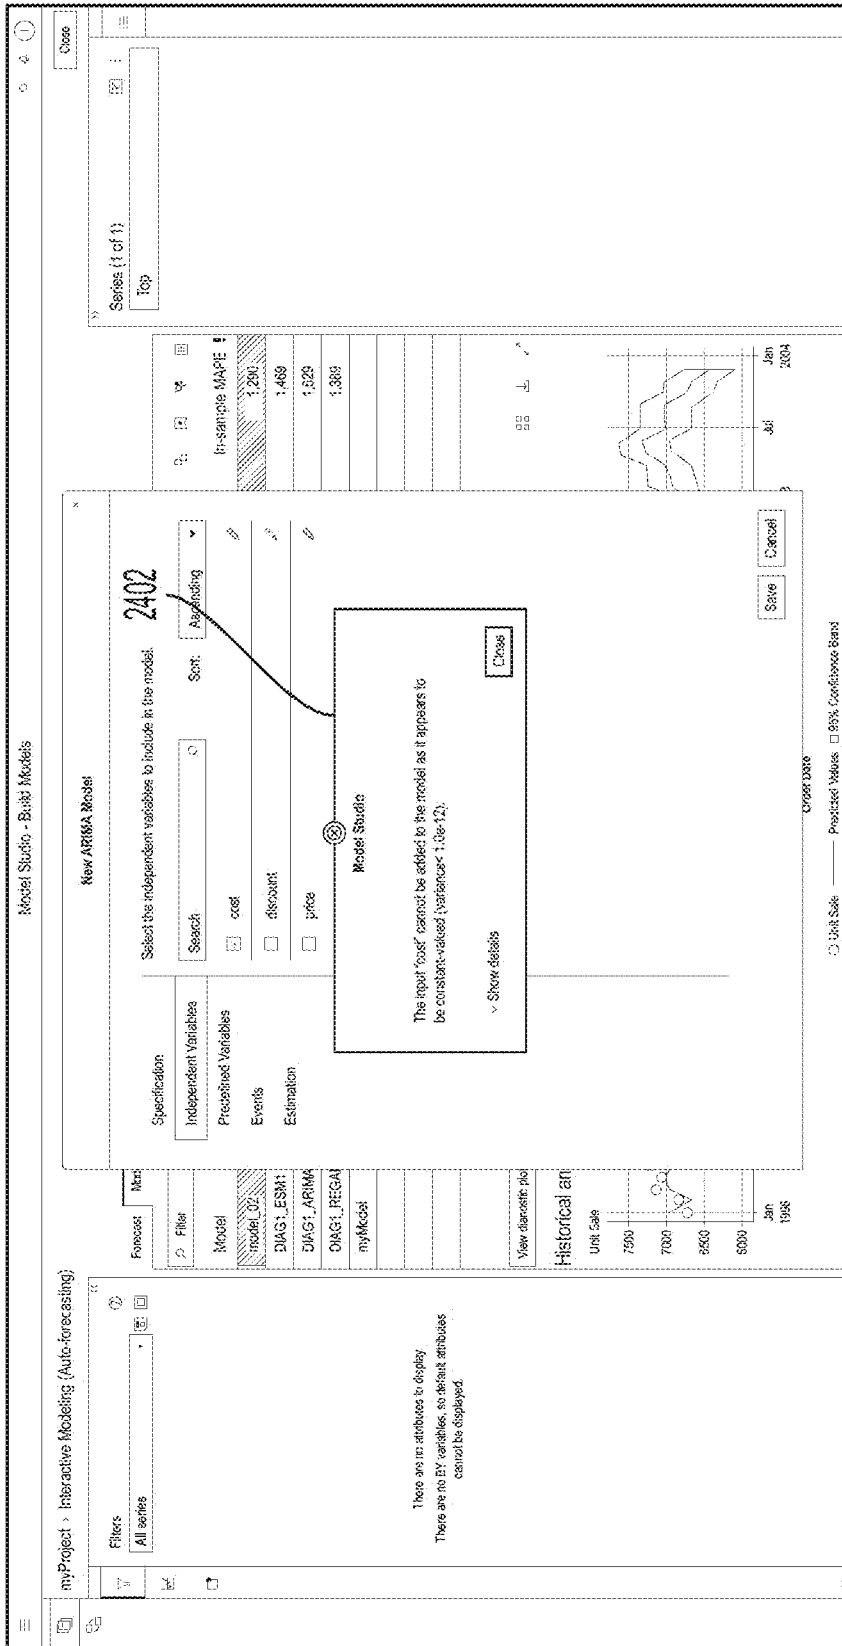 Model Studio - Build Models
myProject > Interactive Modeling (Auto-forecasting)
Close
Filters
All series
There are no attributes to display.
There are no BY variables, so default attributes
cannot be displayed.
Forecast
Filter
Model
In-sample MAPE
model_02
1.290
DIAG1_ESM1
1.469
DIAG1_ARIMA
1.529
DIAG1_REGAR
1.389
myModel
Historical an
Unit Sale
7500
7000
6500
6000
Jan
1998
Jul
Jan
2004
Order Date
Unit Sale
Predicted Values
95% Confidence Band
Series (1 of 1)
Top
New ARIMA Model
Specification
Independent Variables
Predefined Variables
Events
Estimation
Select the independent variables to include in the model.
2402
Search
Sort:
Ascending
cost
discount
price
Model Studio
The input "cost" cannot be added to the model as it appears to
be constant-valued (variance< 1.0e-12).
Show details
Close
Save
Cancel